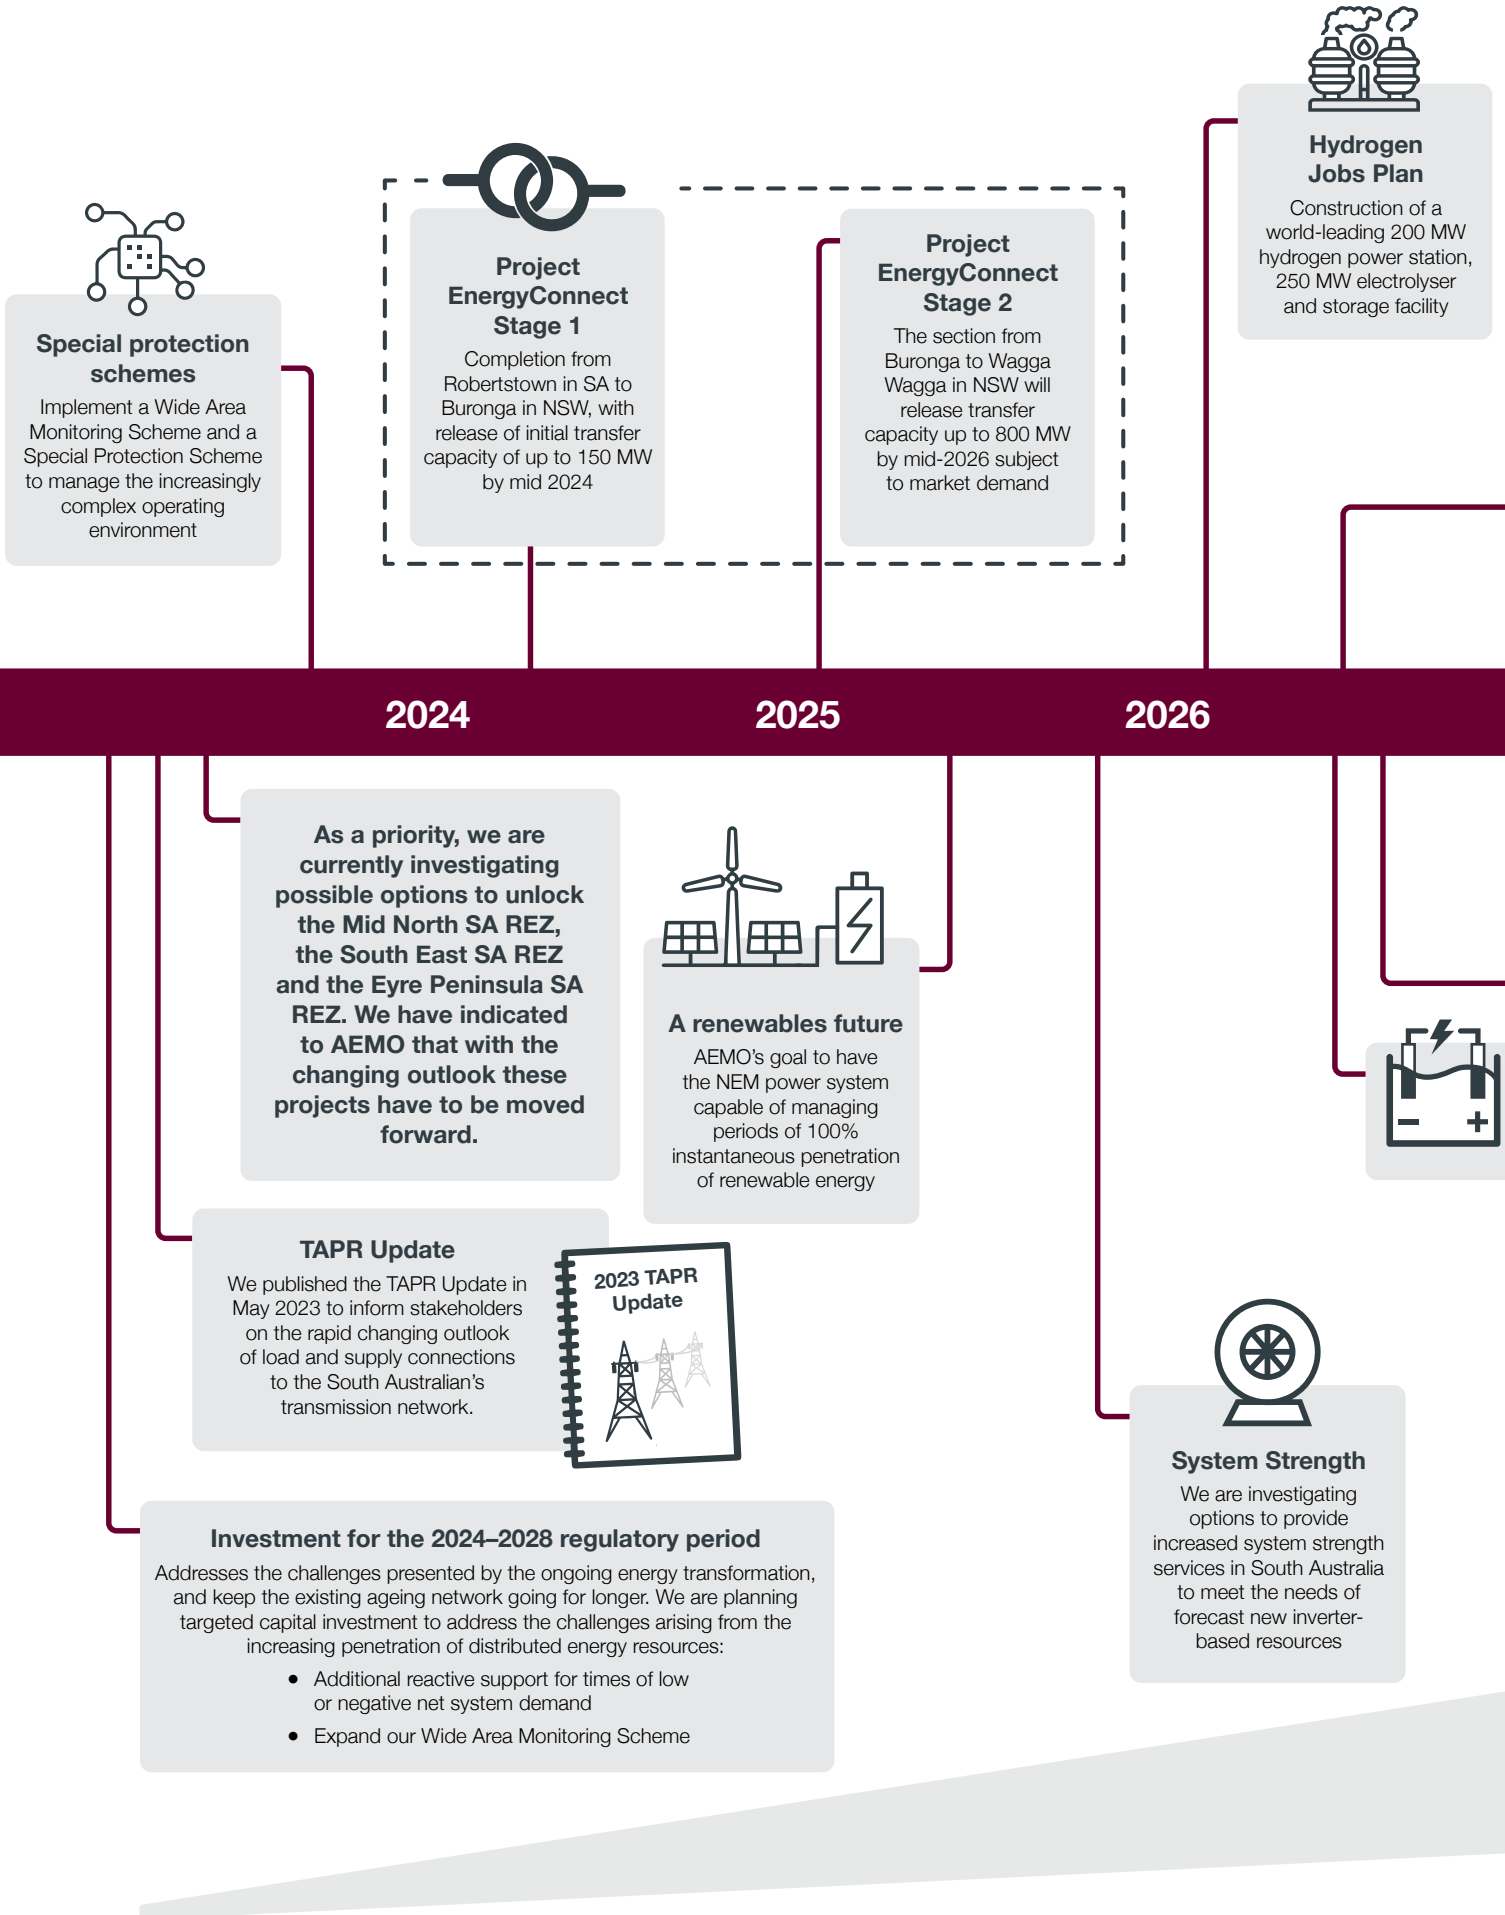 Hydrogen
Jobs Plan
Construction of a
world-leading 200 MW
hydrogen power station,
250 MW electrolyser
and storage facility
Project
EnergyConnect
Stage 1
Completion from
Robertstown in SA to
Buronga in NSW, with
release of initial transfer
capacity of up to 150 MW
by mid 2024
Project
EnergyConnect
Stage 2
The section from
Buronga to Wagga
Wagga in NSW will
release transfer
capacity up to 800 MW
by mid-2026 subject
to market demand
Special protection
schemes
Implement a Wide Area
Monitoring Scheme and a
Special Protection Scheme
to manage the increasingly
complex operating
environment
2024
2025
2026
As a priority, we are
currently investigating
possible options to unlock
the Mid North SA REZ,
the South East SA REZ
and the Eyre Peninsula SA
REZ. We have indicated
to AEMO that with the
changing outlook these
projects have to be moved
forward.
A renewables future
AEMO’s goal to have
the NEM power system
capable of managing
periods of 100%
instantaneous penetration
of renewable energy
TAPR Update
We published the TAPR Update in
May 2023 to inform stakeholders
on the rapid changing outlook
of load and supply connections
to the South Australian’s
transmission network.
2023 TAPR
Update
System Strength
We are investigating
options to provide
increased system strength
services in South Australia
to meet the needs of
forecast new inverter-
based resources
Investment for the 2024–2028 regulatory period
Addresses the challenges presented by the ongoing energy transformation,
and keep the existing ageing network going for longer. We are planning
targeted capital investment to address the challenges arising from the
increasing penetration of distributed energy resources:
• Additional reactive support for times of low
or negative net system demand
• Expand our Wide Area Monitoring Scheme